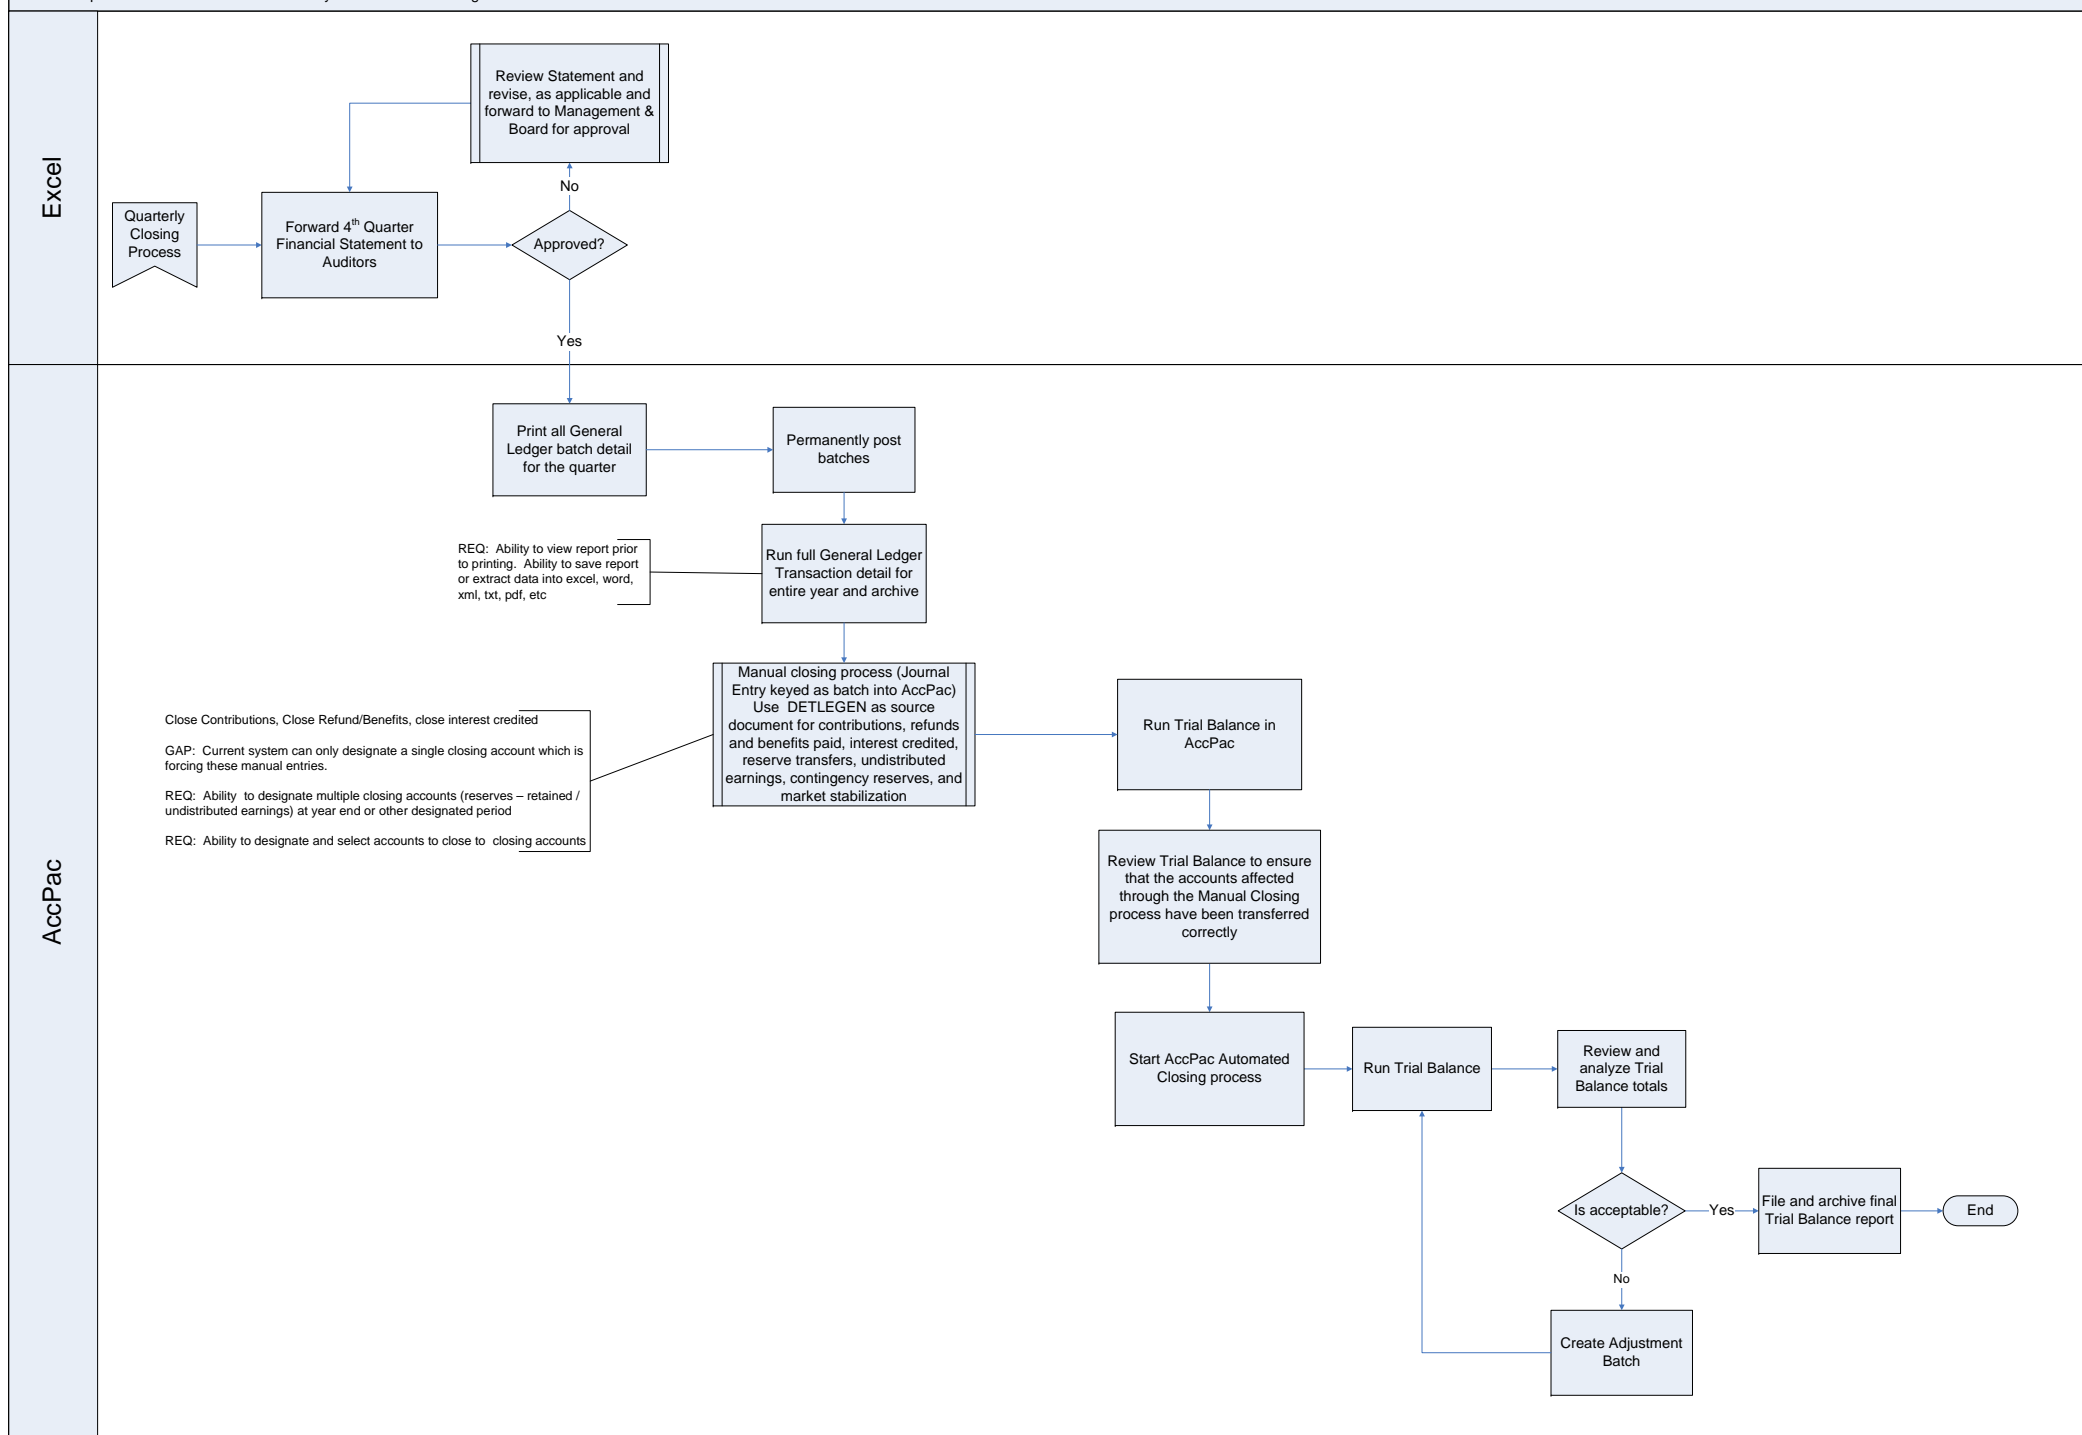 Excel
Review Statement and
revise, as applicable and
forward to Management &
Board for approval
No
Quarterly
Closing
Process
Forward 4th Quarter
Financial Statement to
Auditors
Approved?
Yes
AccPac
Print all General
Ledger batch detail
for the quarter
Permanently post
batches
REQ:  Ability to view report prior
to printing.  Ability to save report
or extract data into excel, word,
xml, txt, pdf, etc
Run full General Ledger
Transaction detail for
entire year and archive
Close Contributions, Close Refund/Benefits, close interest credited
GAP:  Current system can only designate a single closing account which is
forcing these manual entries.
REQ:  Ability  to designate multiple closing accounts (reserves – retained /
undistributed earnings) at year end or other designated period
REQ:  Ability to designate and select accounts to close to  closing accounts
Manual closing process (Journal
Entry keyed as batch into AccPac)
Use  DETLEGEN as source
document for contributions, refunds
and benefits paid, interest credited,
reserve transfers, undistributed
earnings, contingency reserves, and
market stabilization
Run Trial Balance in
AccPac
Review Trial Balance to ensure
that the accounts affected
through the Manual Closing
process have been transferred
correctly
Start AccPac Automated
Closing process
Run Trial Balance
Review and
analyze Trial
Balance totals
Is acceptable?
Yes
File and archive final
Trial Balance report
End
No
Create Adjustment
Batch